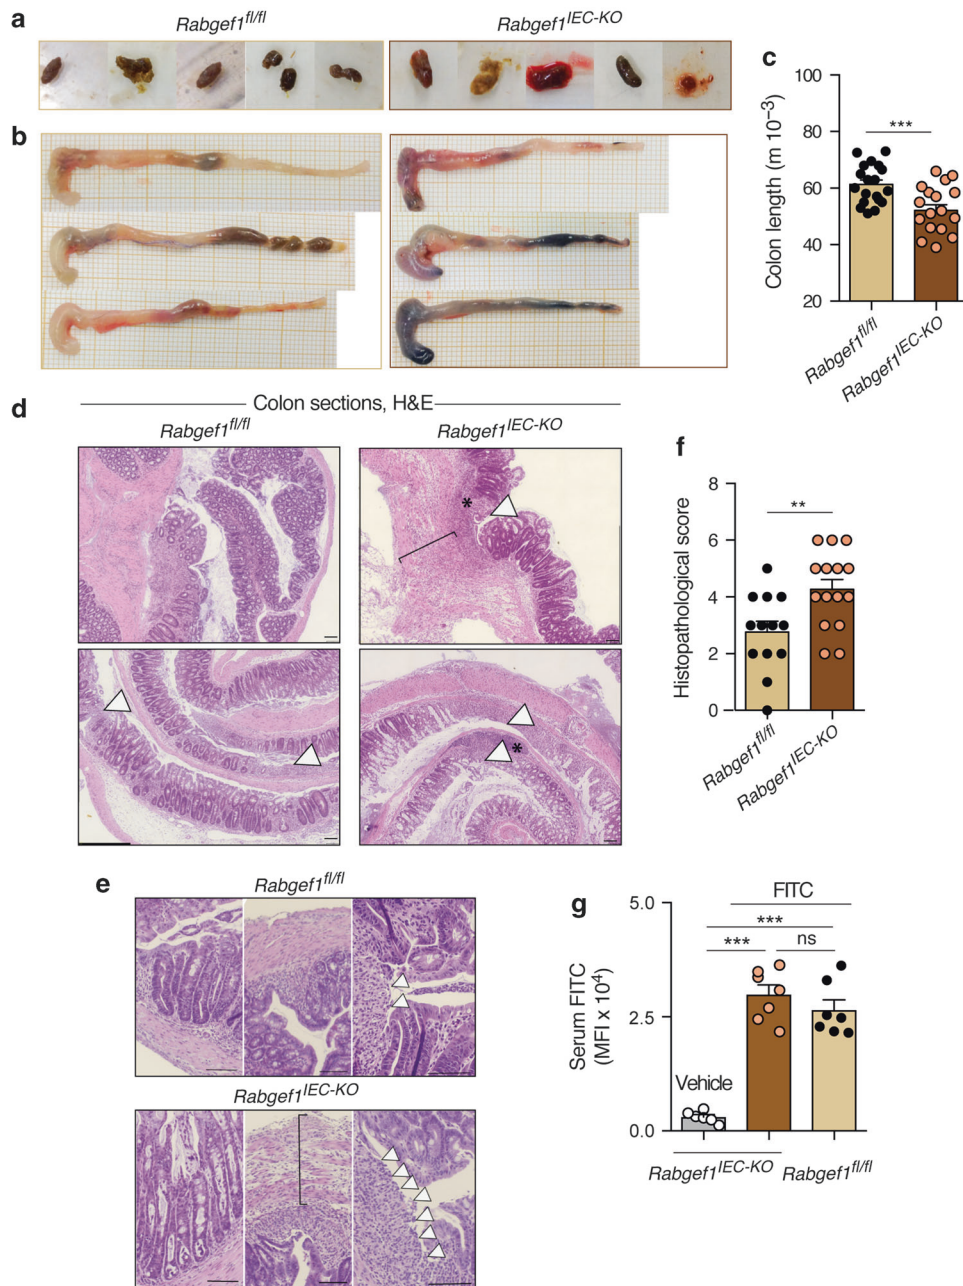 a
Rabgef1fl/fl
Rabgef1IEC-KO
b
c
Colon length (m 10−3)
100
80
60
40
20
***
Rabgef1fl/fl
Rabgef1IEC-KO
d
Colon sections, H&E
Rabgef1fl/fl
Rabgef1IEC-KO
*
*
f
Histopathological score
8
6
4
2
0
**
Rabgef1fl/fl
Rabgef1IEC-KO
e
Rabgef1fl/fl
Rabgef1IEC-KO
g
FITC
***
***
ns
Serum FITC
(MFI x 104)
5.0
2.5
0.0
Vehicle
Rabgef1IEC-KO
Rabgef1fl/fl